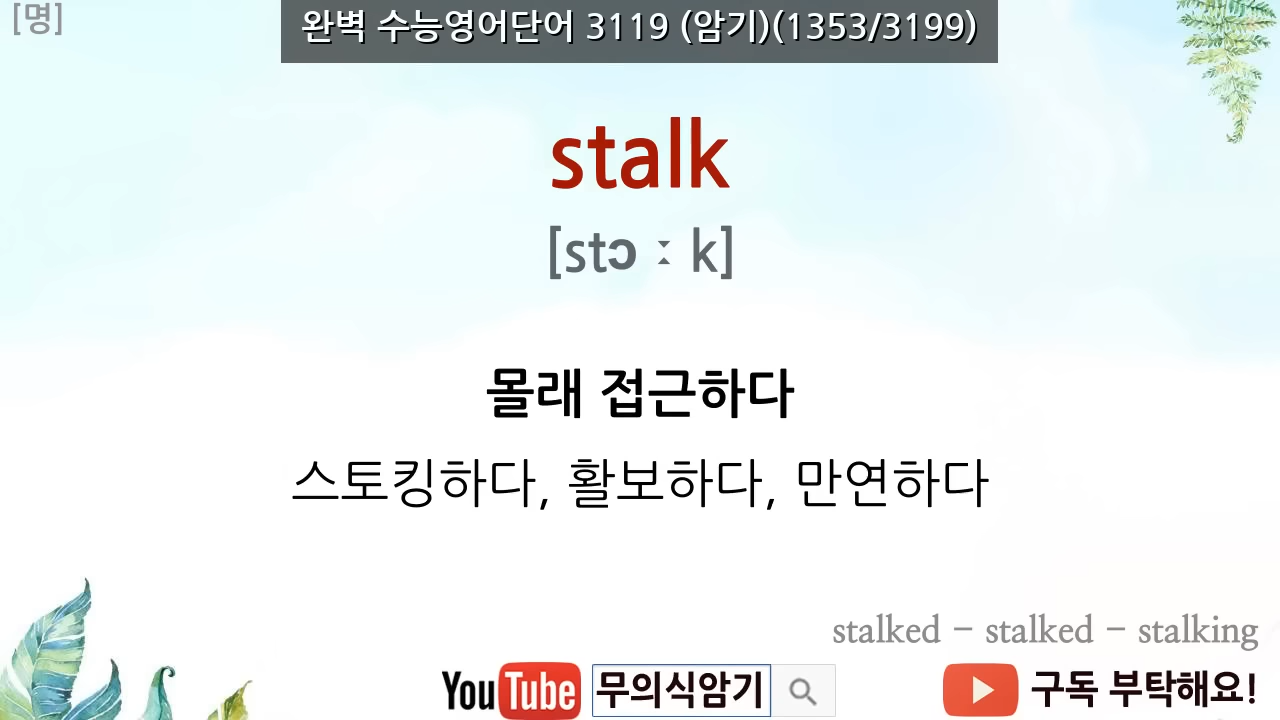 [명]
완벽 수능영어단어 3119 (암기)(1353/3199)
stalk
[stɔːk]
몰래 접근하다
스토킹하다, 활보하다, 만연하다
stalked - stalked - stalking
YouTube 무의식암기 구독 부탁해요!